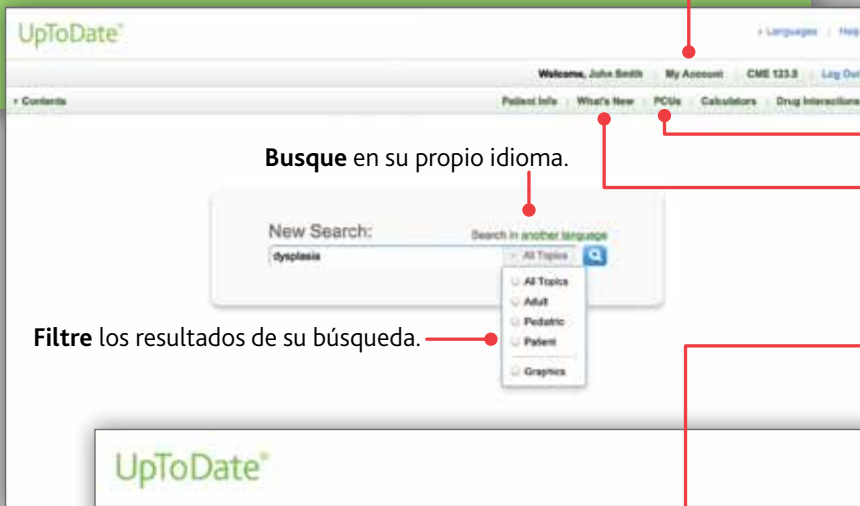 UpToDate®
Languages | Help
Welcome, John Smith My Account CME 123.5 Log Out
Contents Patient Info What's New PCUs Calculators Drug Interactions
Busque en su propio idioma.
New Search: Search in another language
dysplasia All Topics
All Topics
Adult
Pediatric
Patient
Graphics
Filtre los resultados de su búsqueda.
UpToDate®